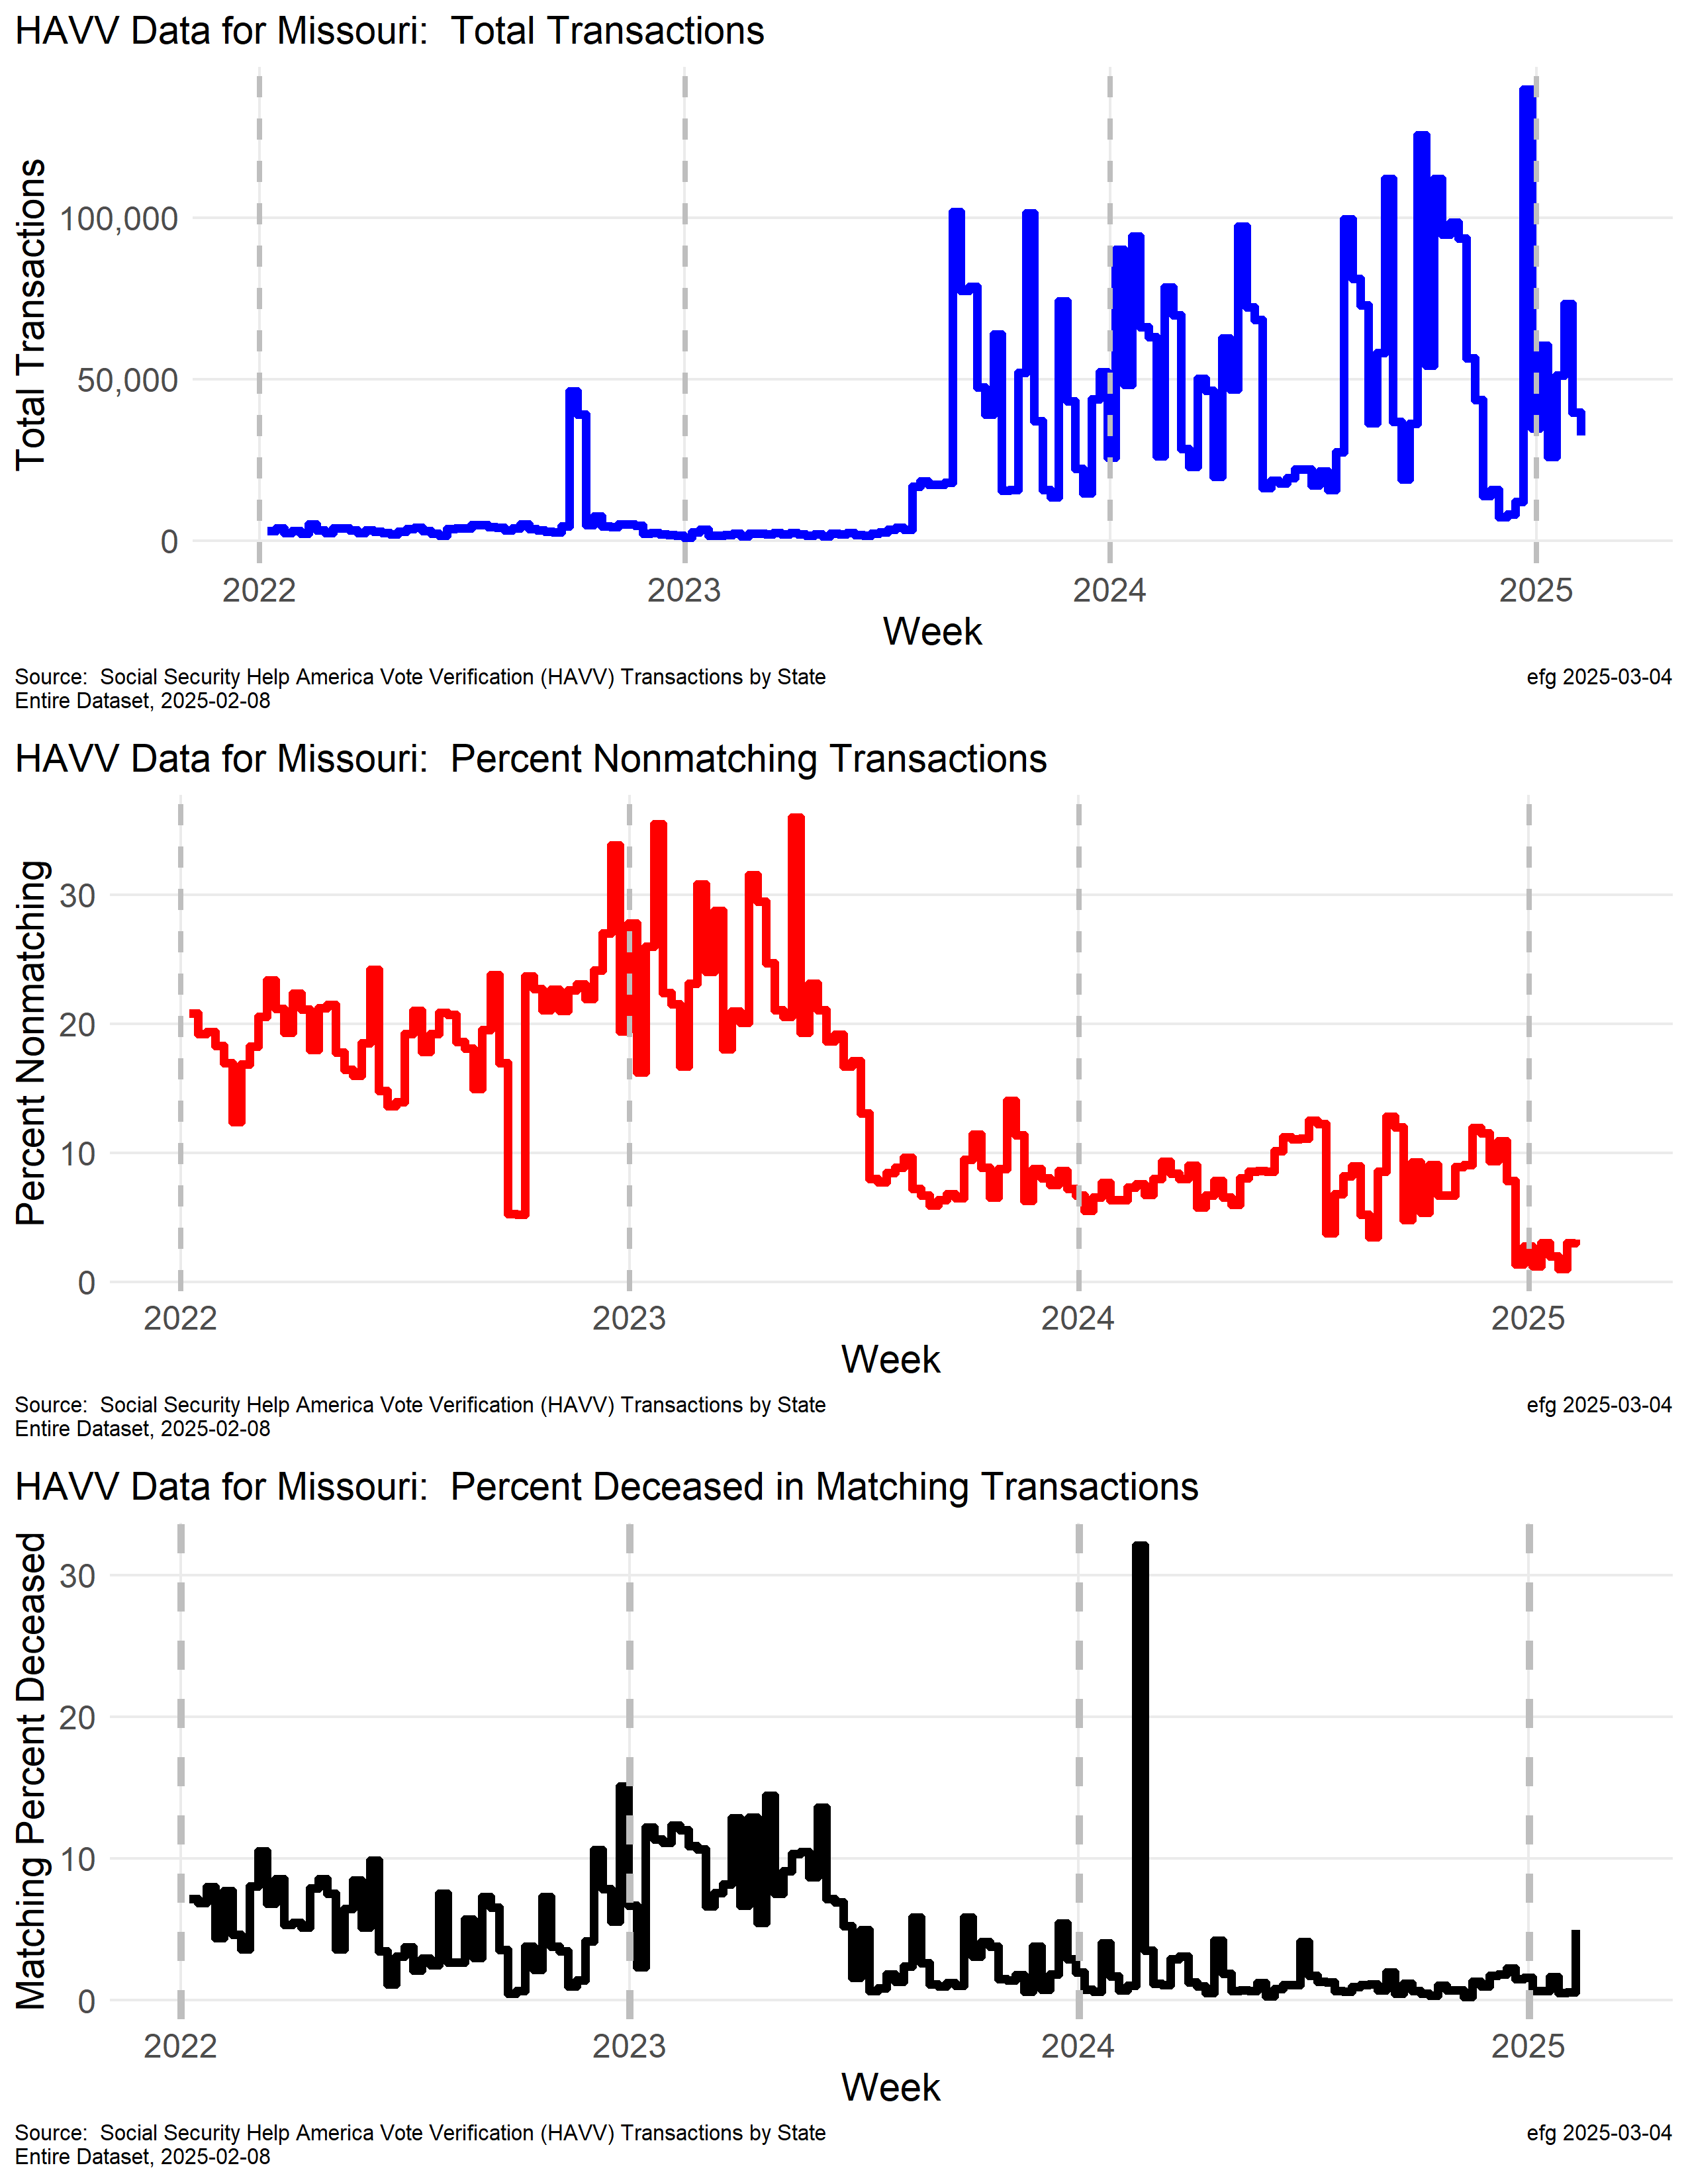 HAVV Data for Missouri:  Total Transactions
Total Transactions
100,000
50,000
0
2022 2023 2024 2025
Week
Source:  Social Security Help America Vote Verification (HAVV) Transactions by State efg 2025-03-04
Entire Dataset, 2025-02-08
HAVV Data for Missouri:  Percent Nonmatching Transactions
Percent Nonmatching
30
20
10
0
2022 2023 2024 2025
Week
Source:  Social Security Help America Vote Verification (HAVV) Transactions by State efg 2025-03-04
Entire Dataset, 2025-02-08
HAVV Data for Missouri:  Percent Deceased in Matching Transactions
Matching Percent Deceased
30
20
10
0
2022 2023 2024 2025
Week
Source:  Social Security Help America Vote Verification (HAVV) Transactions by State efg 2025-03-04
Entire Dataset, 2025-02-08